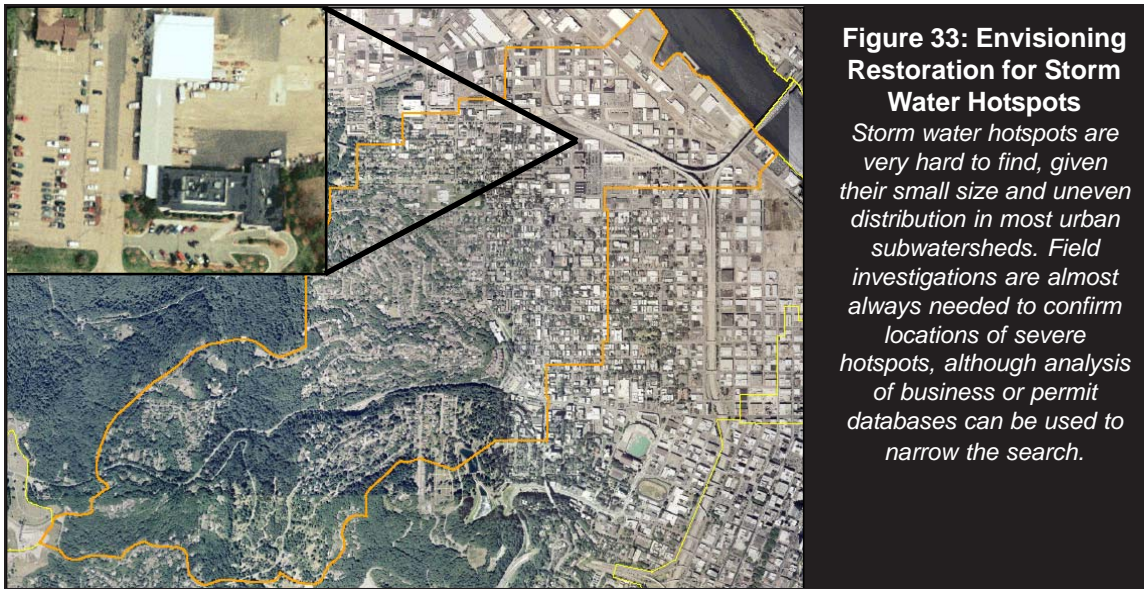 Figure 33: Envisioning
Restoration for Storm
Water Hotspots
Storm water hotspots are
very hard to find, given
their small size and uneven
distribution in most urban
subwatersheds. Field
investigations are almost
always needed to confirm
locations of severe
hotspots, although analysis
of business or permit
databases can be used to
narrow the search.